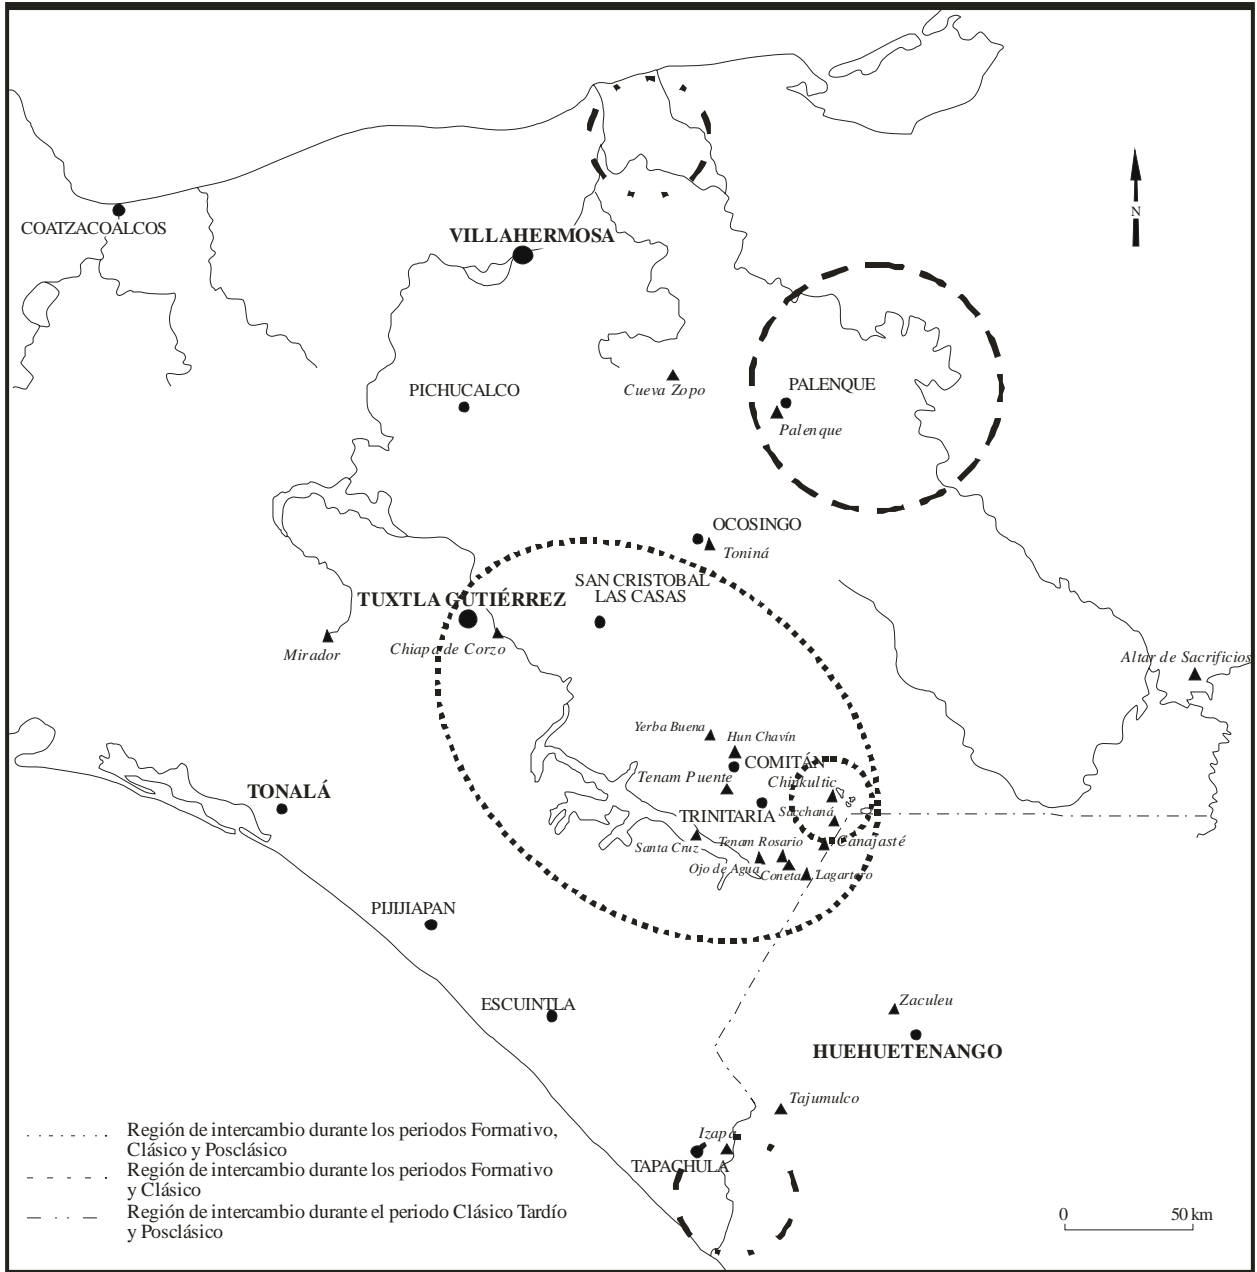 N
COATZACOALCOS
VILLAHERMOSA
PICHUCALCO
Cueva Zopo
PALENQUE
Palenque
OCOSINGO
Toniná
SAN CRISTOBAL
LAS CASAS
TUXTLA GUTIÉRREZ
Chiapa de Corzo
Mirador
Altar de Sacrificios
Yerba Buena
Hun Chavín
COMITÁN
Tenam Puente
Chinkultic
TONALÁ
TRINITARIA
Sacchaná
Santa Cruz
Tenam Rosario
Canajasté
Ojo de Agua
Coneta
Lagartero
PIJIJIAPAN
ESCUINTLA
Zaculeu
HUEHUETENANGO
Tajumulco
Izapa
TAPACHULA
Región de intercambio durante los periodos Formativo,
Clásico y Posclásico
Región de intercambio durante los periodos Formativo
y Clásico
Región de intercambio durante el periodo Clásico Tardío
y Posclásico
0 50 km